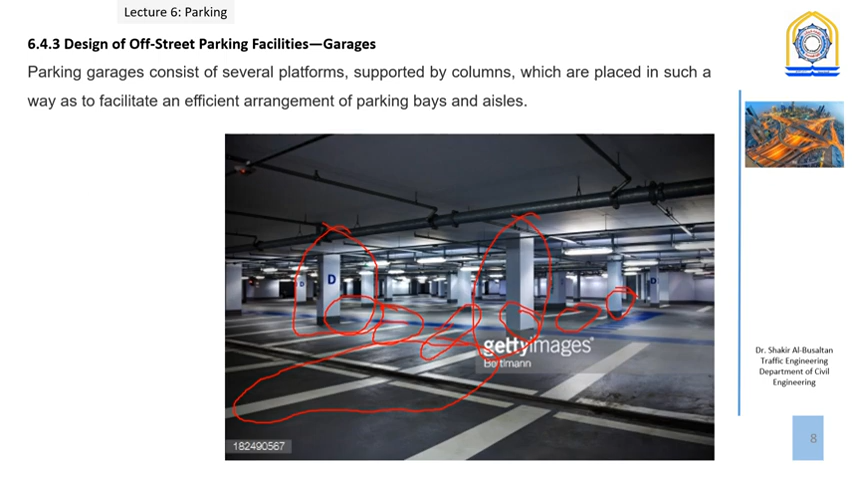 Lecture 6: Parking
6.4.3 Design of Off-Street Parking Facilities—Garages
Parking garages consist of several platforms, supported by columns, which are placed in such a
way as to facilitate an efficient arrangement of parking bays and aisles.
D
D
D
gettyimages®
Bottlmann
182490567
Dr. Shakir Al-Busaltan
Traffic Engineering
Department of Civil
Engineering
8